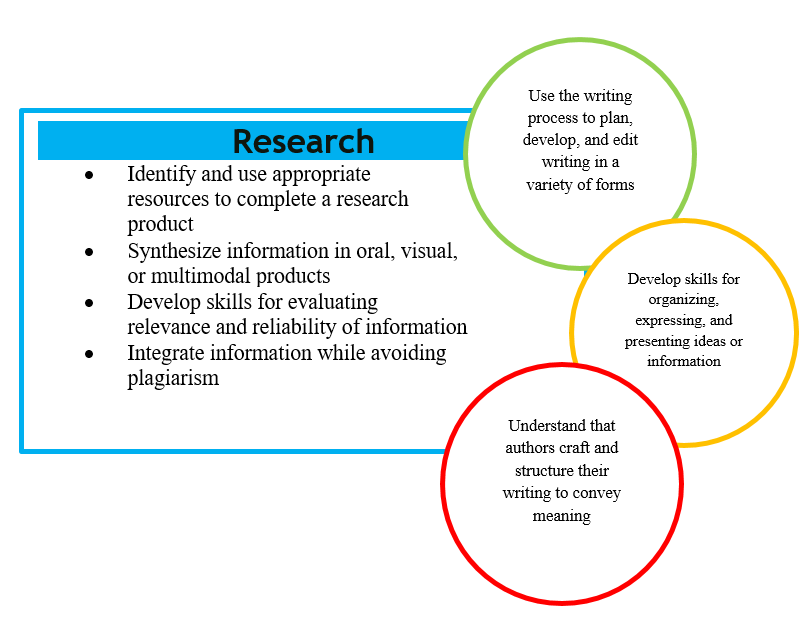 Research
• Identify and use appropriate
resources to complete a research
product
• Synthesize information in oral, visual,
or multimodal products
• Develop skills for evaluating
relevance and reliability of information
• Integrate information while avoiding
plagiarism
Use the writing
process to plan,
develop, and edit
writing in a
variety of forms
Develop skills for
organizing,
expressing, and
presenting ideas or
information
Understand that
authors craft and
structure their
writing to convey
meaning